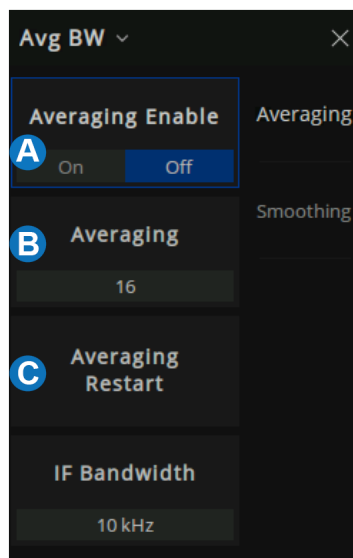 Avg BW
Averaging Enable
A
On Off
B
Averaging
16
C
Averaging
Restart
IF Bandwidth
10 kHz
Averaging
Smoothing